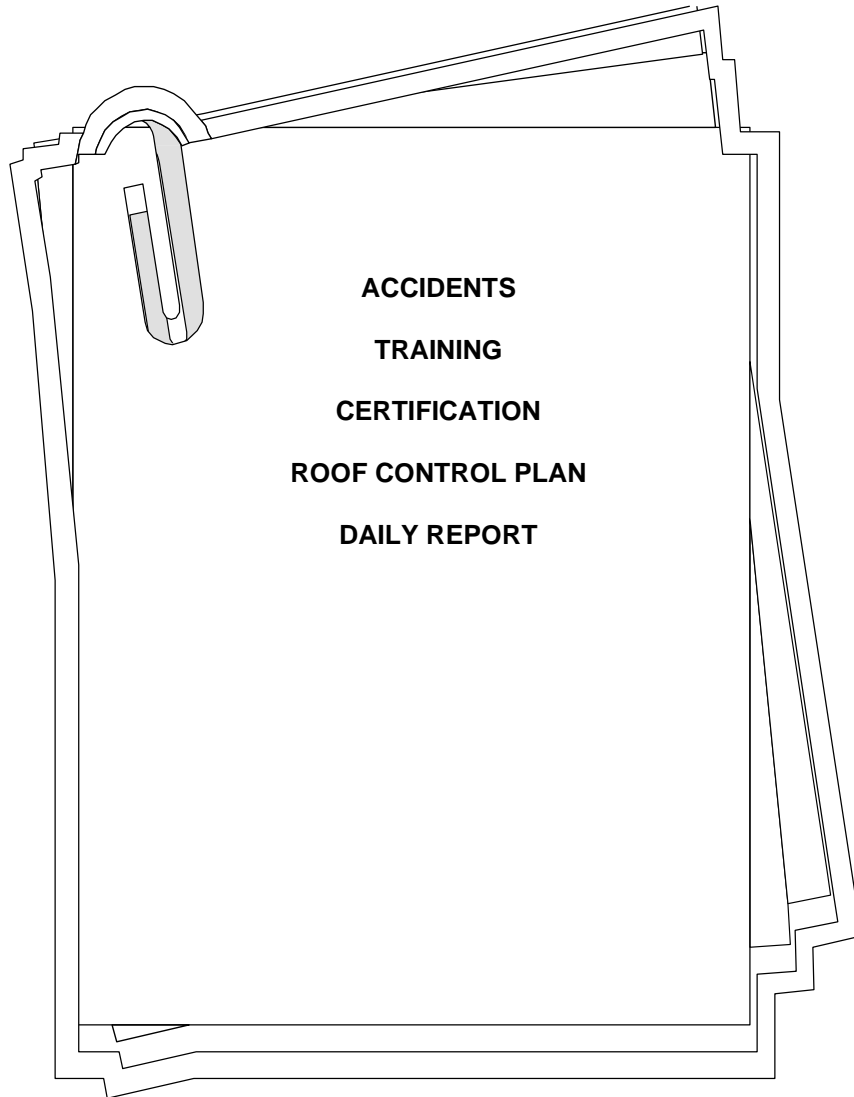 ACCIDENTS
TRAINING
CERTIFICATION
ROOF CONTROL PLAN
DAILY REPORT